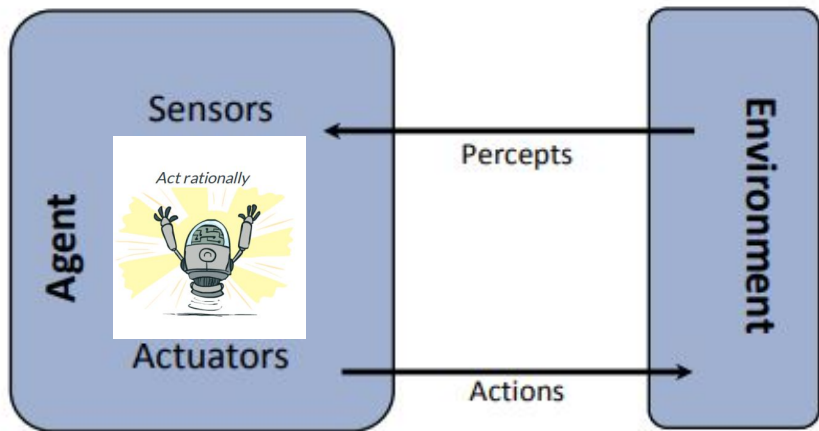 Sensors
Percepts
Act rationally
Agent
Environment
Actuators
Actions